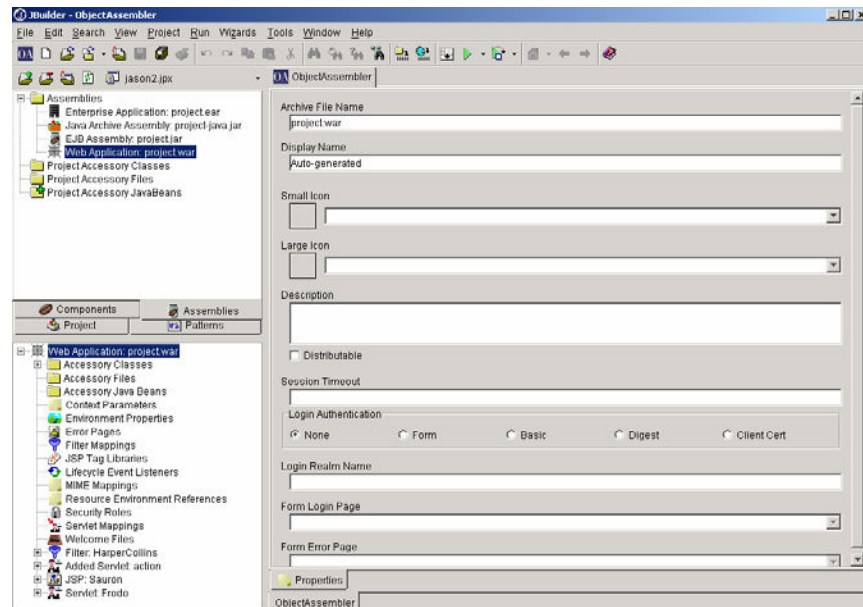 JBuilder - ObjectAssembler
File Edit Search View Project Run Wizards Tools Window Help
jason2.jpx
OA ObjectAssembler
Assemblies
Enterprise Application: project.ear
Java Archive Assembly: project-java.jar
EJB Assembly: project.jar
Web Application: project.war
Project Accessory Classes
Project Accessory Files
Project Accessory JavaBeans
Components
Assemblies
Project
Patterns
Web Application: project.war
Accessory Classes
Accessory Files
Accessory Java Beans
Context Parameters
Environment Properties
Error Pages
Filter Mappings
JSP Tag Libraries
Lifecycle Event Listeners
MIME Mappings
Resource Environment References
Security Roles
Servlet Mappings
Welcome Files
Filter: HarperCollins
Added Servlet: action
JSP: Sauron
Servlet: Frodo
Archive File Name
project.war
Display Name
Auto-generated
Small Icon
Large Icon
Description
Distributable
Session Timeout
Login Authentication
None Form Basic Digest Client Cert
Login Realm Name
Form Login Page
Form Error Page
Properties
ObjectAssembler